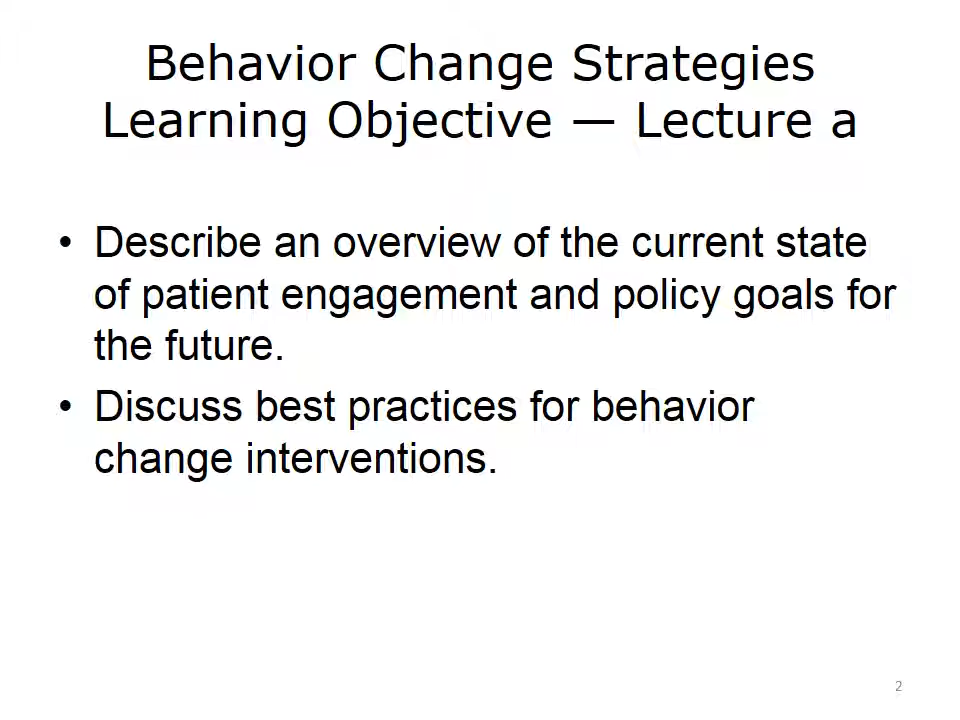 Behavior Change Strategies
Learning Objective — Lecture a
• Describe an overview of the current state
of patient engagement and policy goals for
the future.
• Discuss best practices for behavior
change interventions.
2